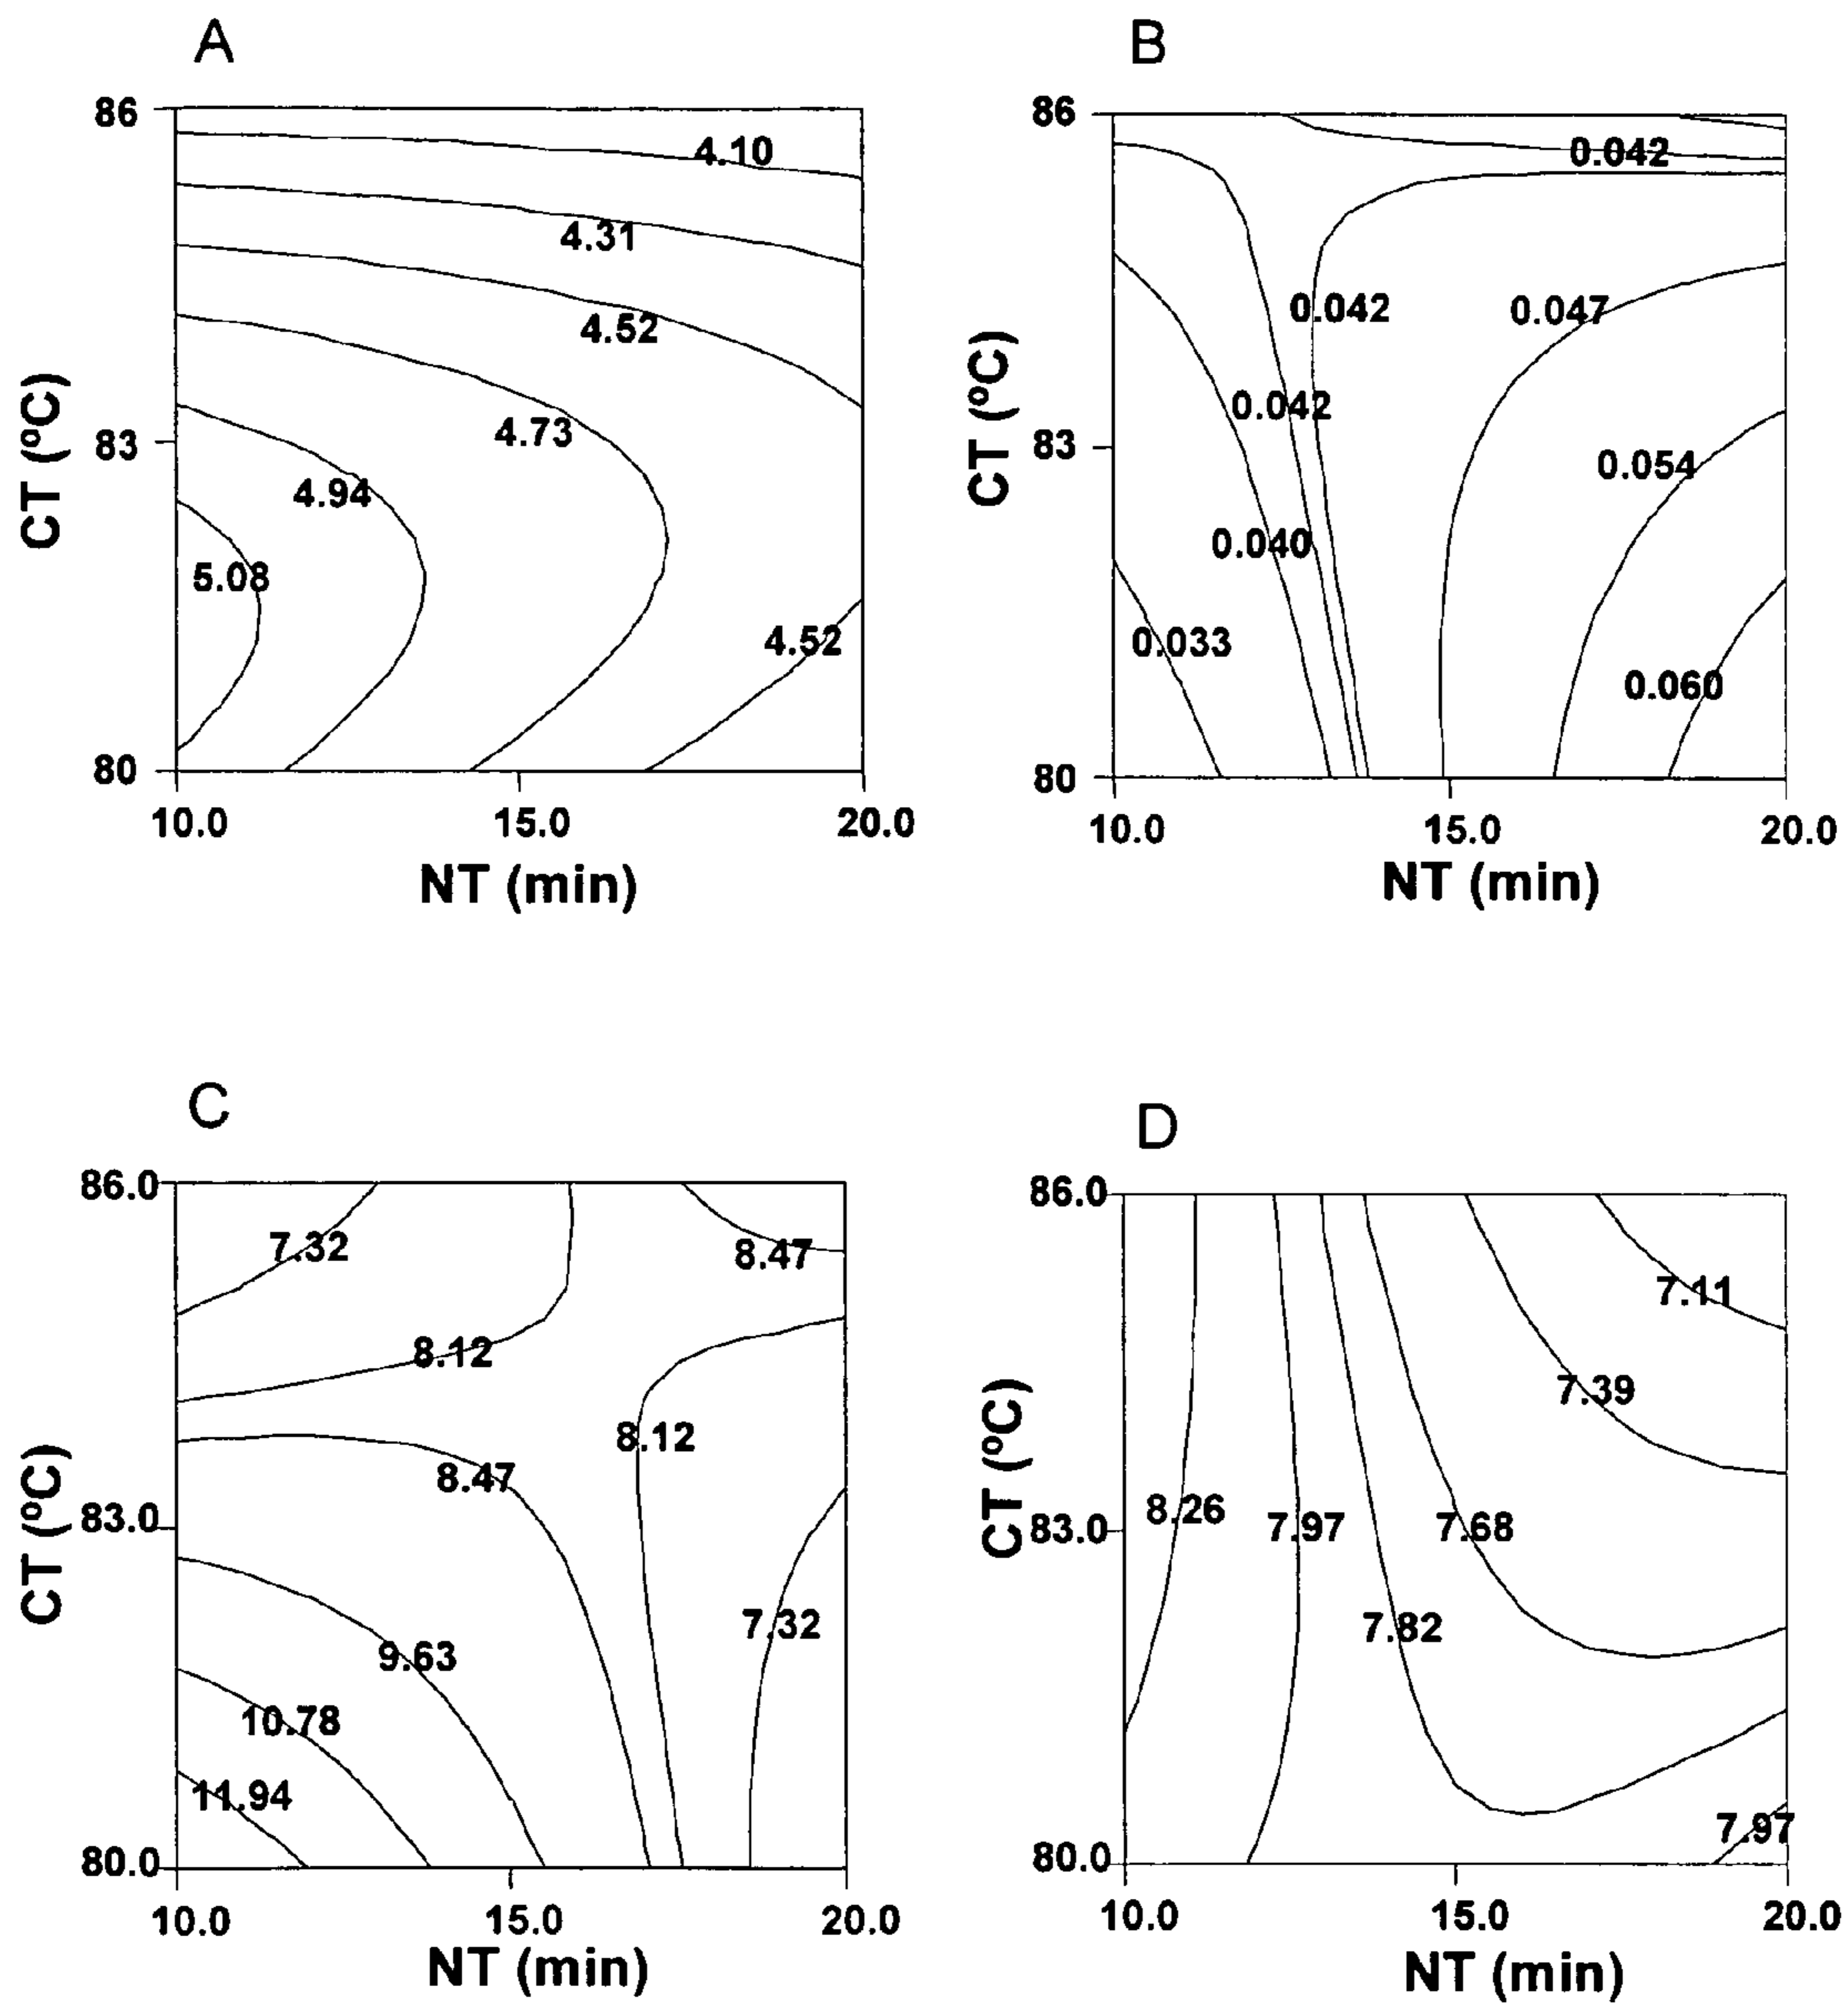 A
86
4.10
4.31
4.52
4.73
83
4.94
5.08
4.52
80
10.0 15.0 20.0
NT (min)
CT (ºC)
B
86
0.042
0.042
0.047
0.042
83
0.054
0.040
0.033
0.060
80
10.0 15.0 20.0
NT (min)
CT (ºC)
C
86.0
7.32
8.47
8.12
8.12
8.47
83.0
7.32
9.63
10.78
11.94
80.0
10.0 15.0 20.0
NT (min)
CT (ºC)
D
86.0
7.11
7.39
8.26
83.0
7.97
7.68
7.82
7.97
80.0
10.0 15.0 20.0
NT (min)
CT (ºC)